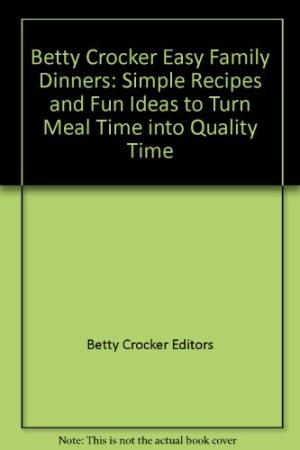 Betty Crocker Easy Family
Dinners: Simple Recipes
and Fun Ideas to Turn
Meal Time into Quality
Time
Betty Crocker Editors
Note: This is not the actual book cover